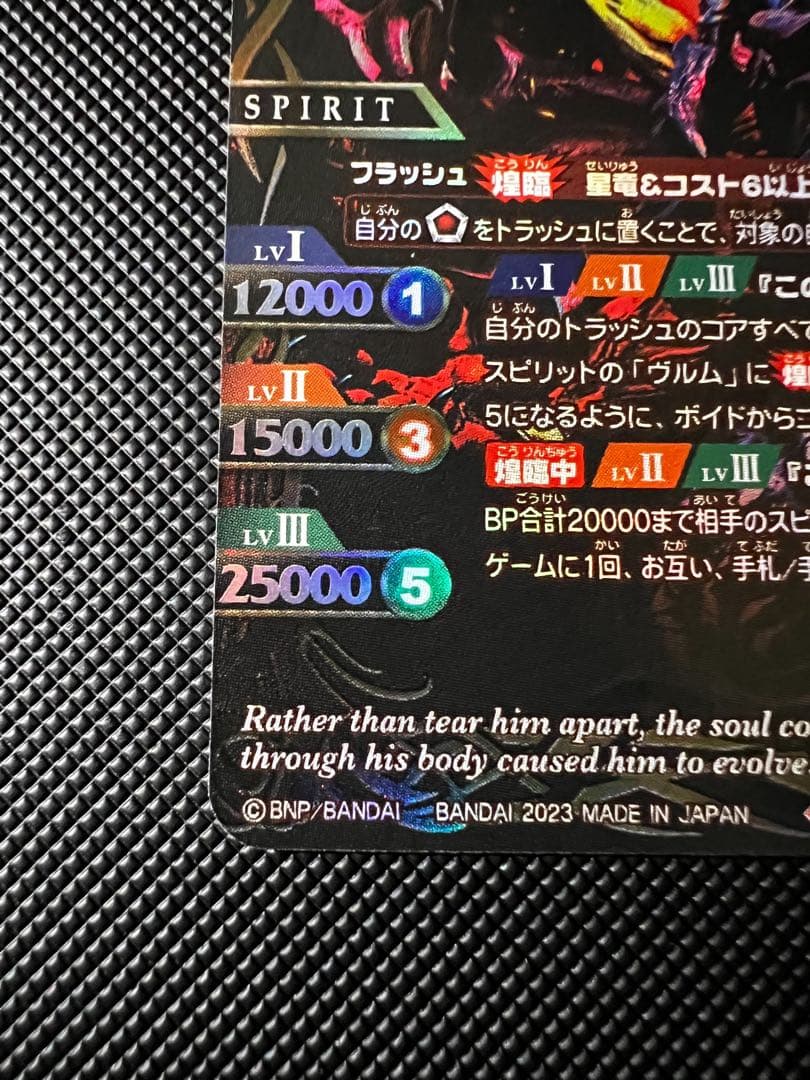 SPIRIT
フラッシュ 煌臨 星竜&コスト6以上
自分の をトラッシュに置くことで、対象の
LVI
12000 1
LVI LVII LVIII 『この
自分のトラッシュのコアすべて
LVII
15000 3
スピリットの「ヴルム」に
5になるように、ボイドから
煌臨中 LVII LVIII
LVIII
25000 5
BP合計20000まで相手のスピ
ゲームに1回、お互い、手札/手
Rather than tear him apart, the soul co
through his body caused him to evolve.
©BNP/BANDAI BANDAI 2023 MADE IN JAPAN